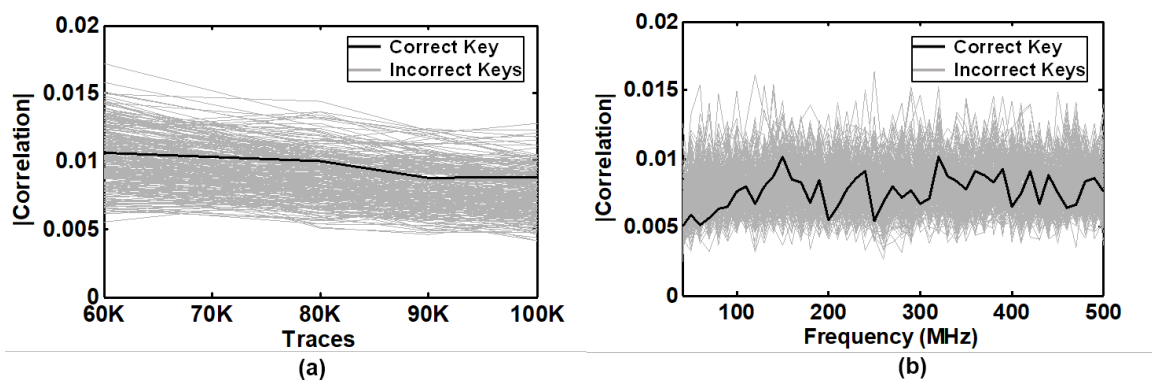 0.02
0.015
0.01
0.005
0
|Correlation|
Correct Key
Incorrect Keys
60K 70K 80K 90K 100K
Traces
(a)
0.02
0.015
0.01
0.005
0
|Correlation|
Correct Key
Incorrect Keys
100 200 300 400 500
Frequency (MHz)
(b)